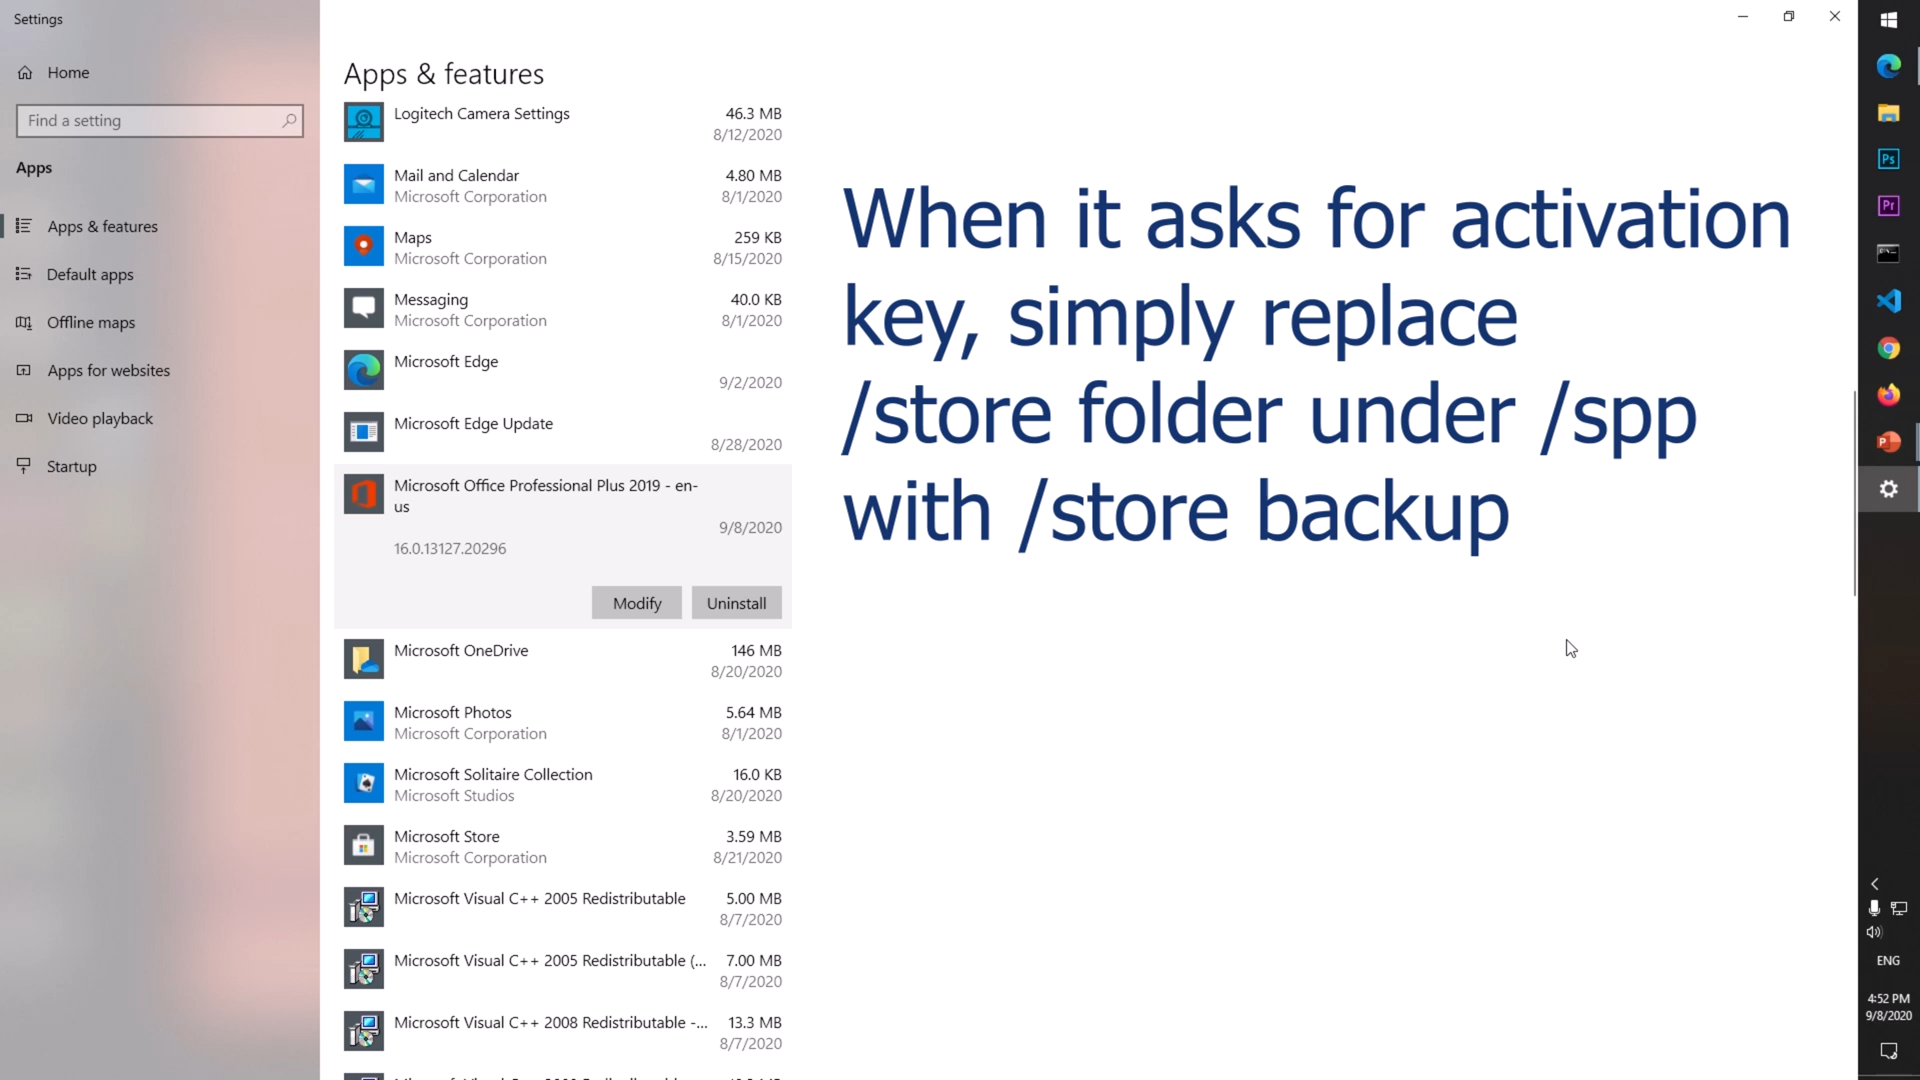 Settings
Home
Find a setting
Apps
Apps & features
Default apps
Offline maps
Apps for websites
Video playback
Startup
Apps & features
Logitech Camera Settings 46.3 MB
8/12/2020
Mail and Calendar 4.80 MB
Microsoft Corporation 8/1/2020
Maps 259 KB
Microsoft Corporation 8/15/2020
Messaging 40.0 KB
Microsoft Corporation 8/1/2020
Microsoft Edge
9/2/2020
Microsoft Edge Update
8/28/2020
Microsoft Office Professional Plus 2019 - en-
us
9/8/2020
16.0.13127.20296
Modify Uninstall
Microsoft OneDrive 146 MB
8/20/2020
Microsoft Photos 5.64 MB
Microsoft Corporation 8/1/2020
Microsoft Solitaire Collection 16.0 KB
Microsoft Studios 8/20/2020
Microsoft Store 3.59 MB
Microsoft Corporation 8/21/2020
Microsoft Visual C++ 2005 Redistributable 5.00 MB
8/7/2020
Microsoft Visual C++ 2005 Redistributable (... 7.00 MB
8/7/2020
Microsoft Visual C++ 2008 Redistributable -... 13.3 MB
8/7/2020
When it asks for activation
key, simply replace
/store folder under /spp
with /store backup
Ps
Pr
P
ENG
4:52 PM
9/8/2020